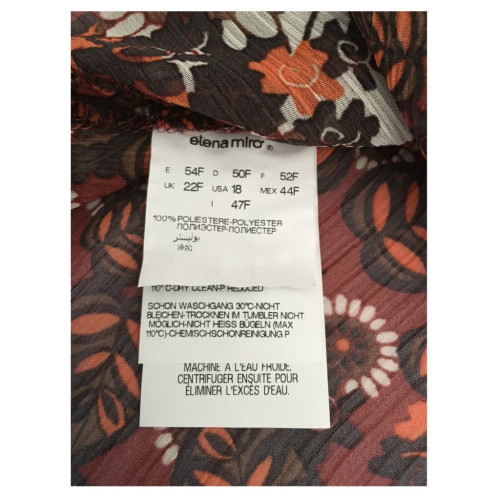 elena mirò ®
E 54F D 50F F 52F
UK 22F USA 18 MEX 44F
I 47F
100% POLIESTERE-POLYESTER
ПОЛИЭСТЕР-ПОЛИЕСТЕР
بوليستر
110° C-DRY CLEAN-P REDUCED
SCHON WASCHGANG 30°C-NICHT
BLEICHEN-TROCKNEN IM TUMBLER NICHT
MÖGLICH-NICHT HEISS BÜGELN (MAX
110°C)-CHEMISCHSCHONREINIGUNG P
MACHINE A L'EAU FROIDE,
CENTRIFUGER ENSUITE POUR
ÉLIMINER L'EXCÈS D'EAU.